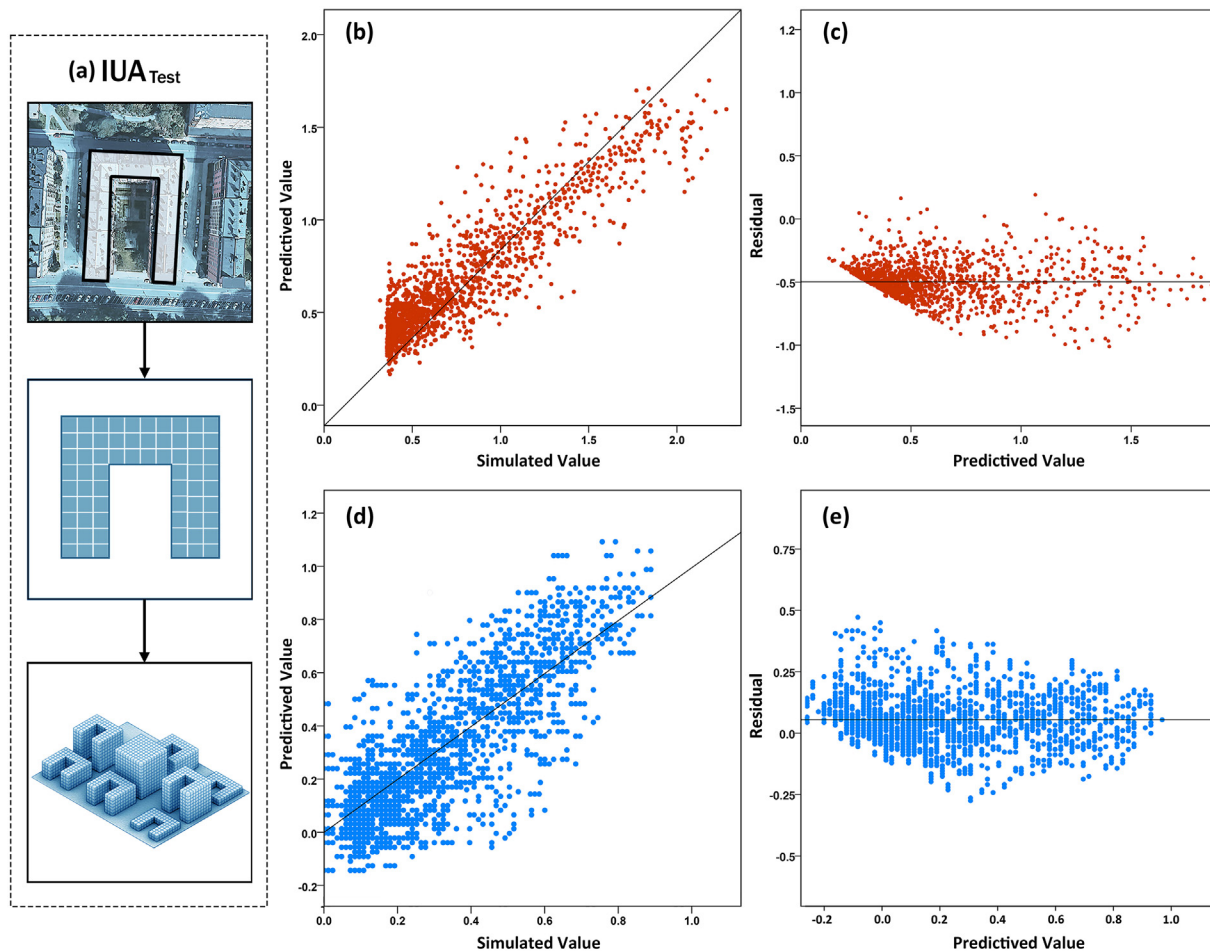 (a) IUA Test
(b)
Predictived Value
2.0
1.5
1.0
0.5
0.0
0.0 0.5 1.0 1.5 2.0
Simulated Value
(c)
Residual
1.2
1.0
0.5
0.0
-0.5
-1.0
-1.5
0.0 0.5 1.0 1.5
Predictived Value
(d)
Predictived Value
1.2
1.0
0.8
0.6
0.4
0.2
0.0
-0.2
0.0 0.2 0.4 0.6 0.8 1.0
Simulated Value
(e)
Residual
0.75
0.5
0.25
0.00
-0.25
-0.5
-0.2 0.0 0.2 0.4 0.6 0.8 1.0
Predictived Value